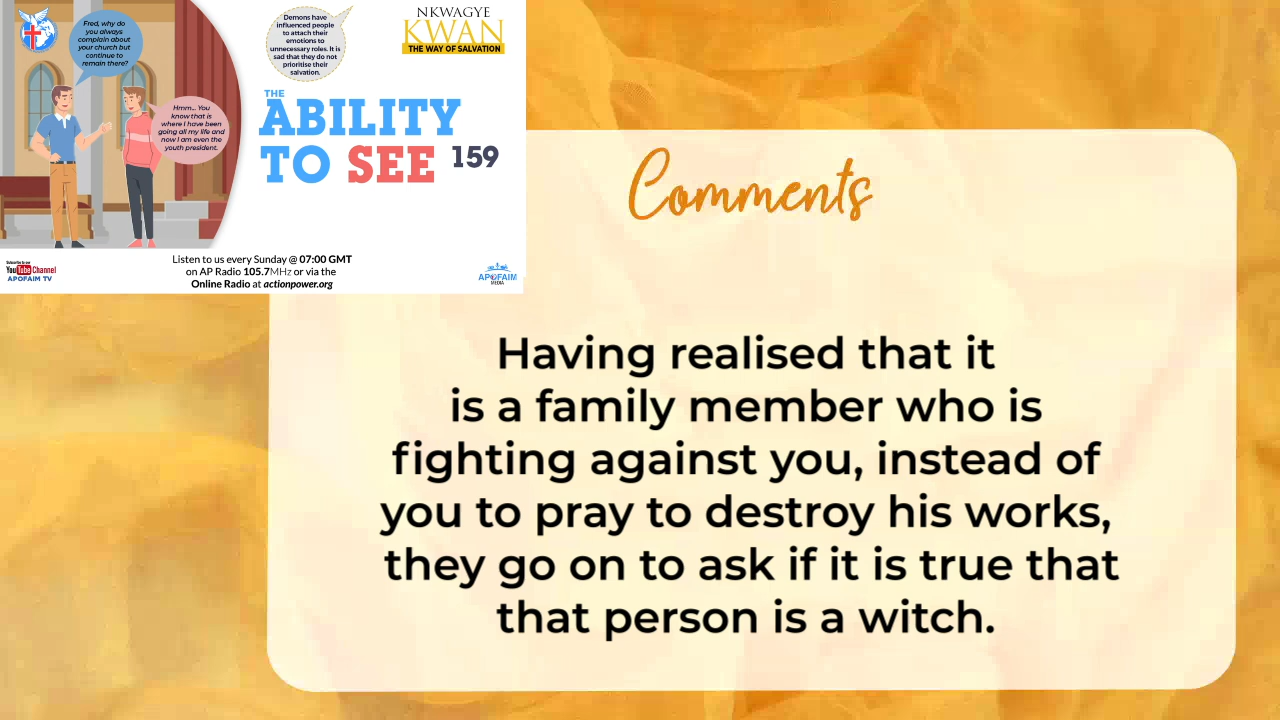 Fred, why do
you always
complain about
your church but
continue to
remain there?
Hmm... You
know that is
where I have been
going all my life and
now I am even the
youth president.
Demons have
influenced people
to attach their
emotions to
unnecessary roles. It is
sad that they do not
prioritise their
salvation.
NKWAGYE
KWAN
THE WAY OF SALVATION
THE
ABILITY
TO SEE 159
Subscribe to our
YouTube Channel
APOFAIM TV
Listen to us every Sunday @ 07:00 GMT
on AP Radio 105.7MHz or via the
Online Radio at actionpower.org
APOFAIM
MEDIA
Comments
Having realised that it
is a family member who is
fighting against you, instead of
you to pray to destroy his works,
they go on to ask if it is true that
that person is a witch.